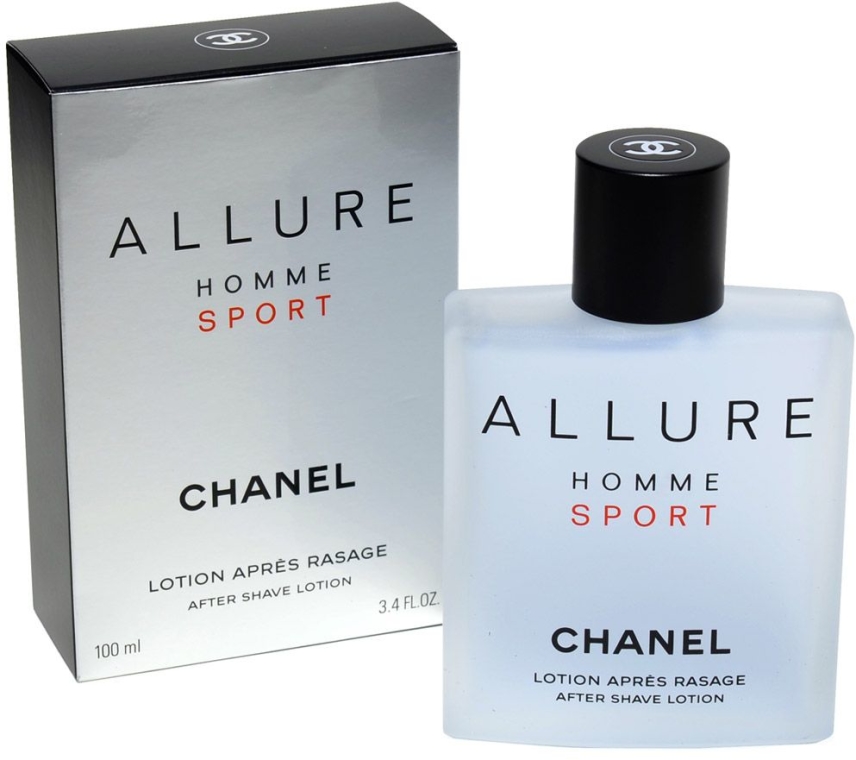 ALLURE
HOMME
SPORT
CHANEL
LOTION APRÈS RASAGE
AFTER SHAVE LOTION
100 ml
3.4 FL.OZ.
ALLURE
HOMME
SPORT
CHANEL
LOTION APRÈS RASAGE
AFTER SHAVE LOTION